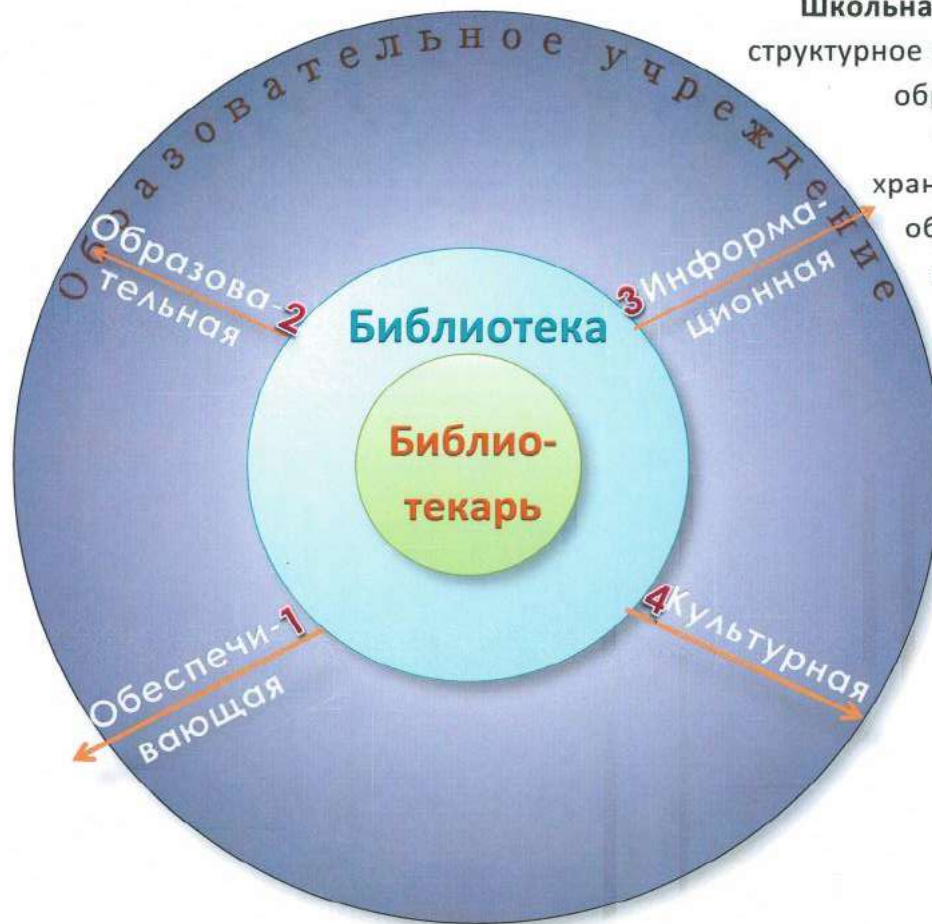 Школьна
структурное
обр
хран
об
Образовательное учреждение
Образова-
тельная
2
3
Информа-
ционная
Библиотека
Библио-
текарь
1
Обеспечи-
вающая
4
Культурная